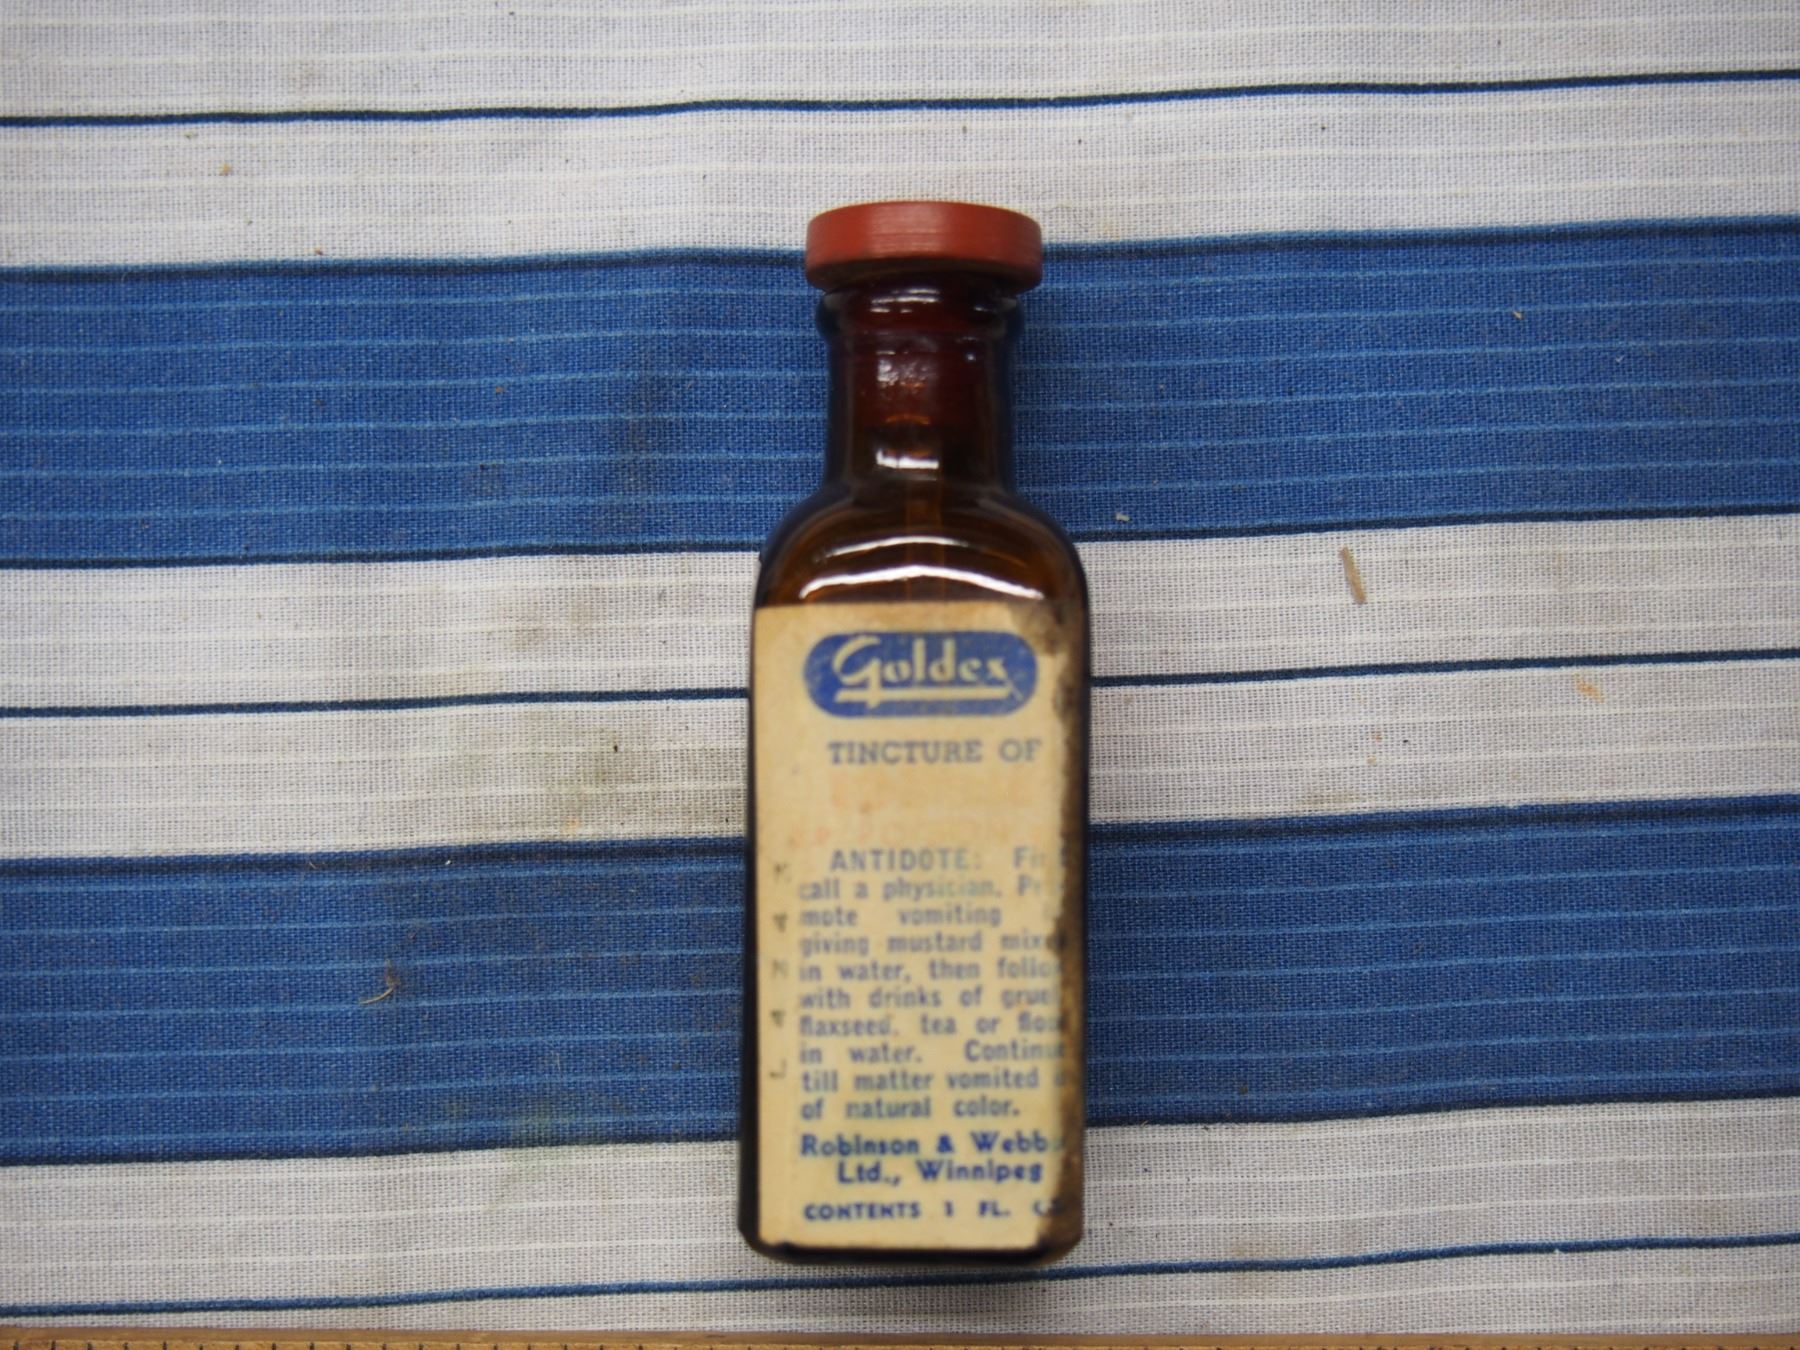 Goldex
TINCTURE OF
ANTIDOTE:
call a physician.
mote vomiting
giving mustard
in water, then
with drinks of
flaxseed, tea or
in water.
till matter vomited
of natural color.
Robinson &
Ltd., Winnipeg
CONTENTS 1 FL.